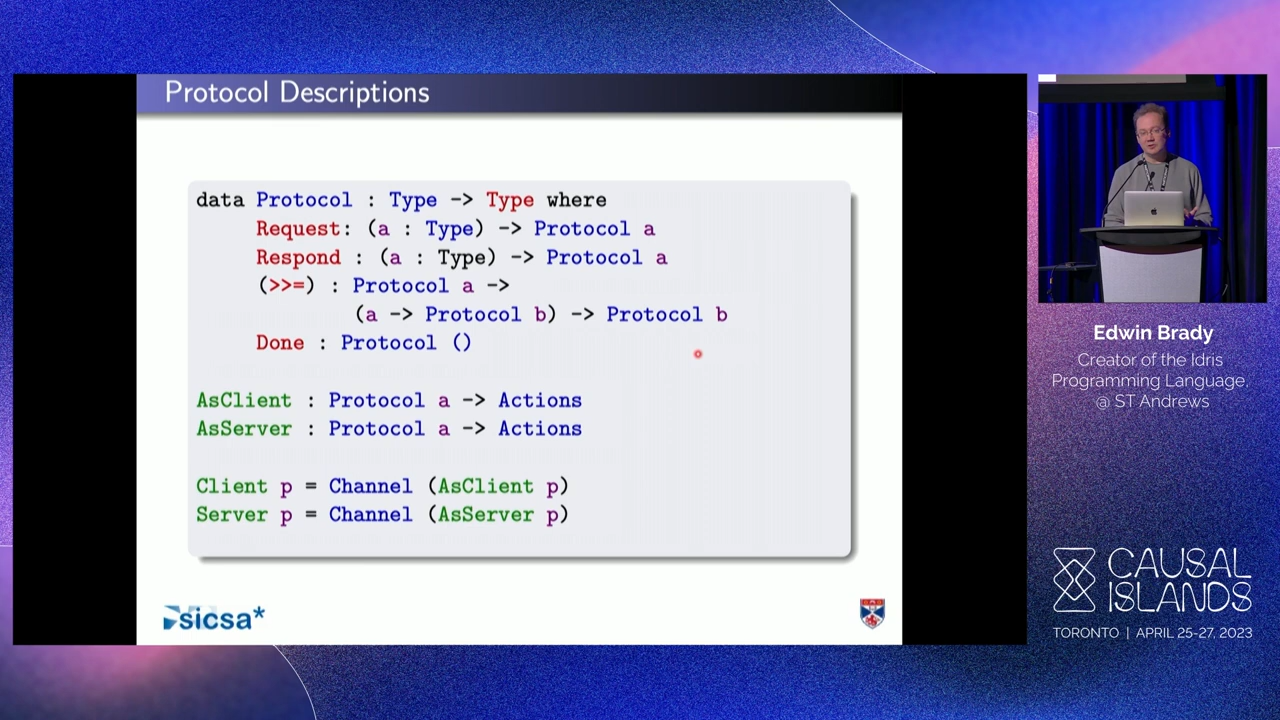 Protocol Descriptions
data Protocol : Type -> Type where
Request: (a : Type) -> Protocol a
Respond : (a : Type) -> Protocol a
(>>=) : Protocol a ->
(a -> Protocol b) -> Protocol b
Done : Protocol ()
AsClient : Protocol a -> Actions
AsServer : Protocol a -> Actions
Client p = Channel (AsClient p)
Server p = Channel (AsServer p)
sicsa*
Edwin Brady
Creator of the Idris
Programming Language,
@ ST Andrews
CAUSAL
ISLANDS
TORONTO | APRIL 25-27, 2023